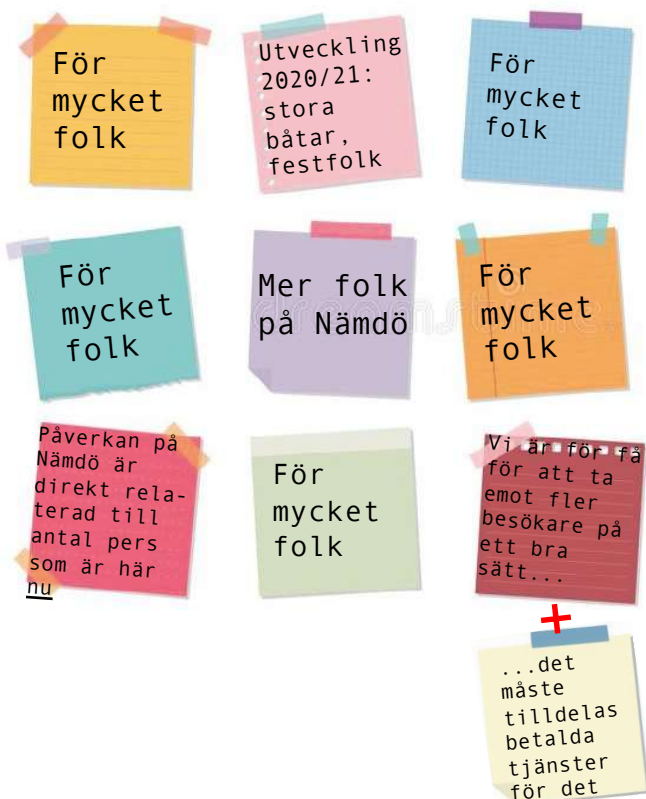 För
mycket
folk
Utveckling
2020/21:
stora
båtar,
festfolk
För
mycket
folk
För
mycket
folk
Mer folk
på Nämdö
För
mycket
folk
Påverkan på
Nämdö är
direkt rela-
terad till
antal pers
som är här
nu
För
mycket
folk
Vi är för få
för att ta
emot fler
besökare på
ett bra
sätt...
+
...det
måste
tilldelas
betalda
tjänster
för det